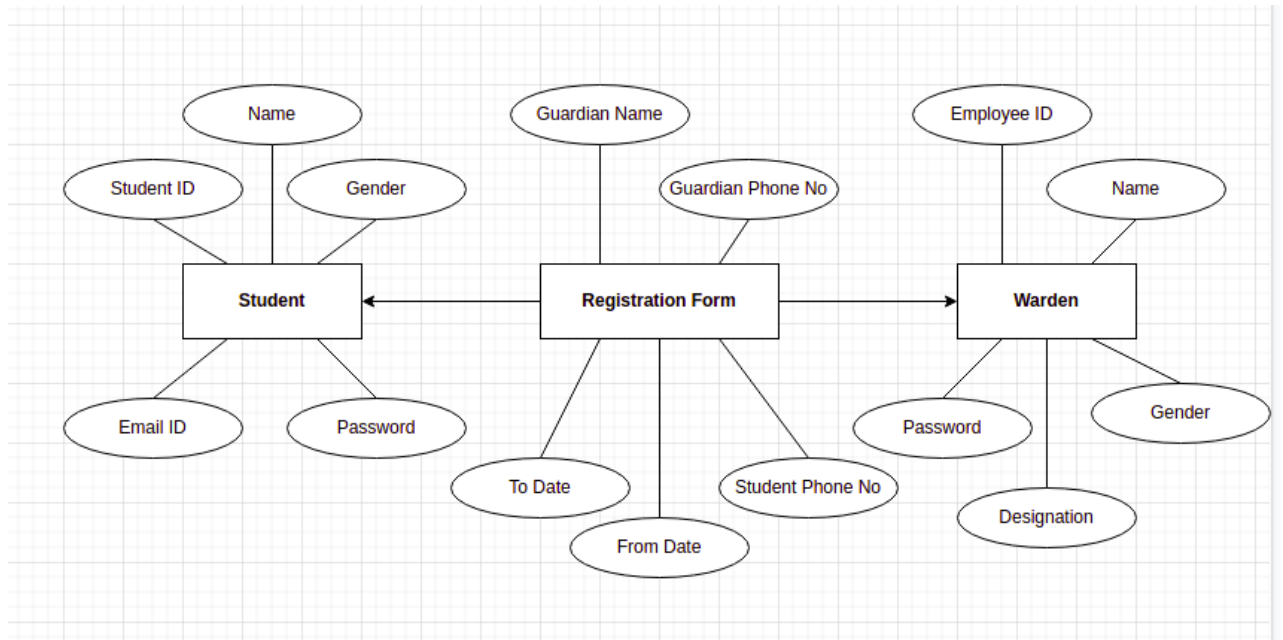 Name
Guardian Name
Employee ID
Student ID
Gender
Guardian Phone No
Name
Student
Registration Form
Warden
Email ID
Password
Password
Gender
To Date
Student Phone No
Designation
From Date